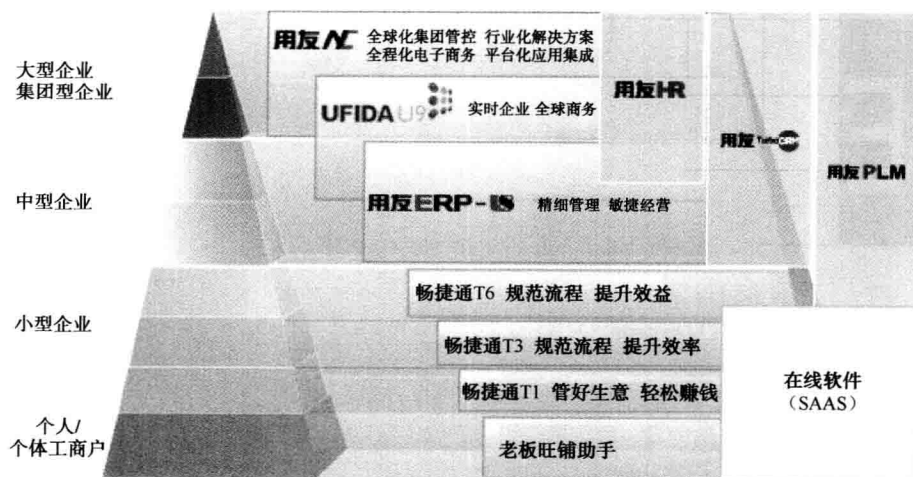 大型企业
集团型企业
用友 NC 全球化集团管控 行业化解决方案
全程化电子商务 平台化应用集成
UFIDA U9 实时企业 全球商务
用友HR
用友 TurboCRM
用友 PLM
中型企业
用友ERP-U8 精细管理 敏捷经营
小型企业
畅捷通T6 规范流程 提升效益
畅捷通T3 规范流程 提升效率
畅捷通T1 管好生意 轻松赚钱
个人/
个体工商户
老板旺铺助手
在线软件
(SAAS)